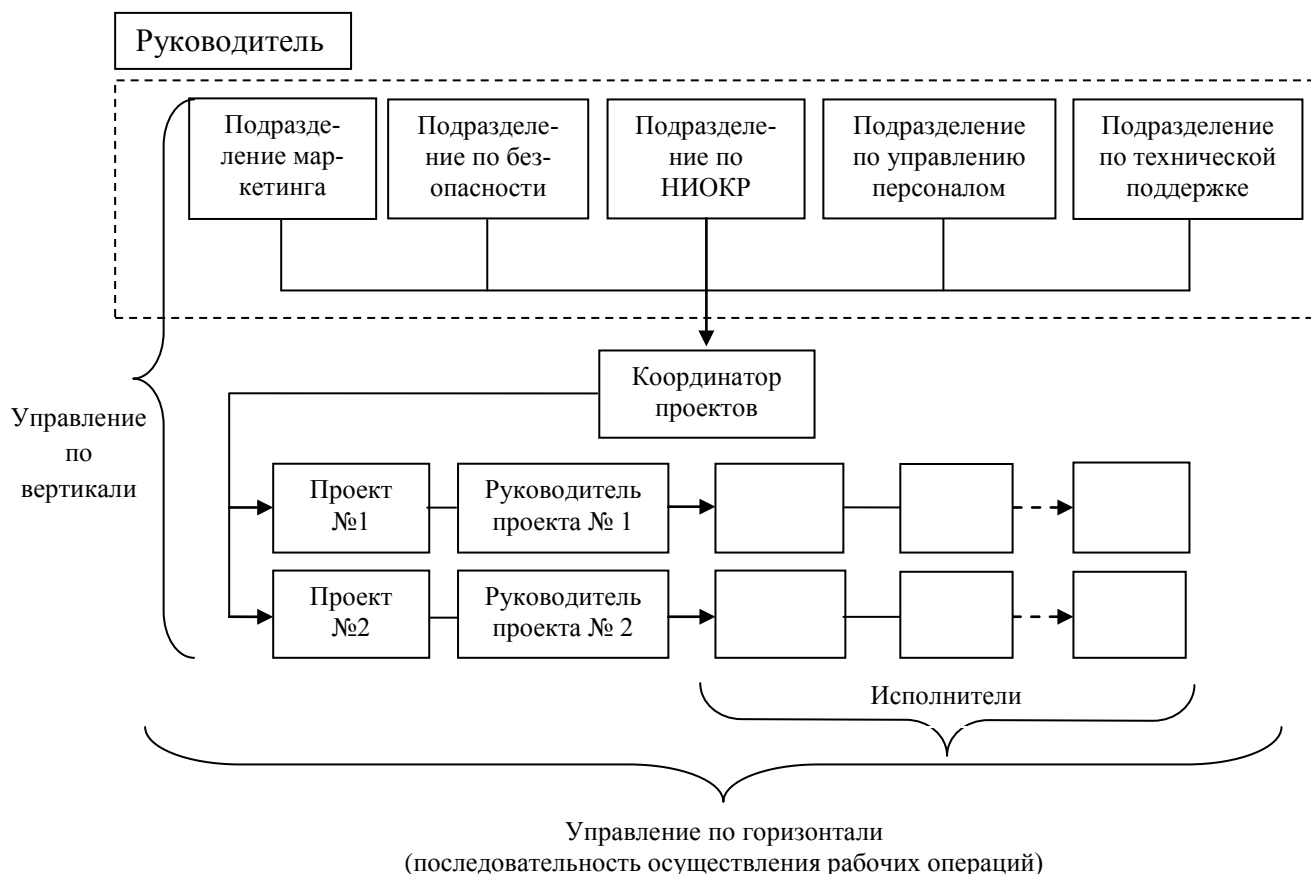 Руководитель
Подразде-
ление мар-
кетинга
Подразделе-
ние по без-
опасности
Подразделе-
ние по
НИОКР
Подразделение
по управлению
персоналом
Подразделение
по технической
поддержке
Координатор
проектов
Управление
по
вертикали
Проект
№1
Руководитель
проекта № 1
Проект
№2
Руководитель
проекта № 2
Исполнители
Управление по горизонтали
(последовательность осуществления рабочих операций)